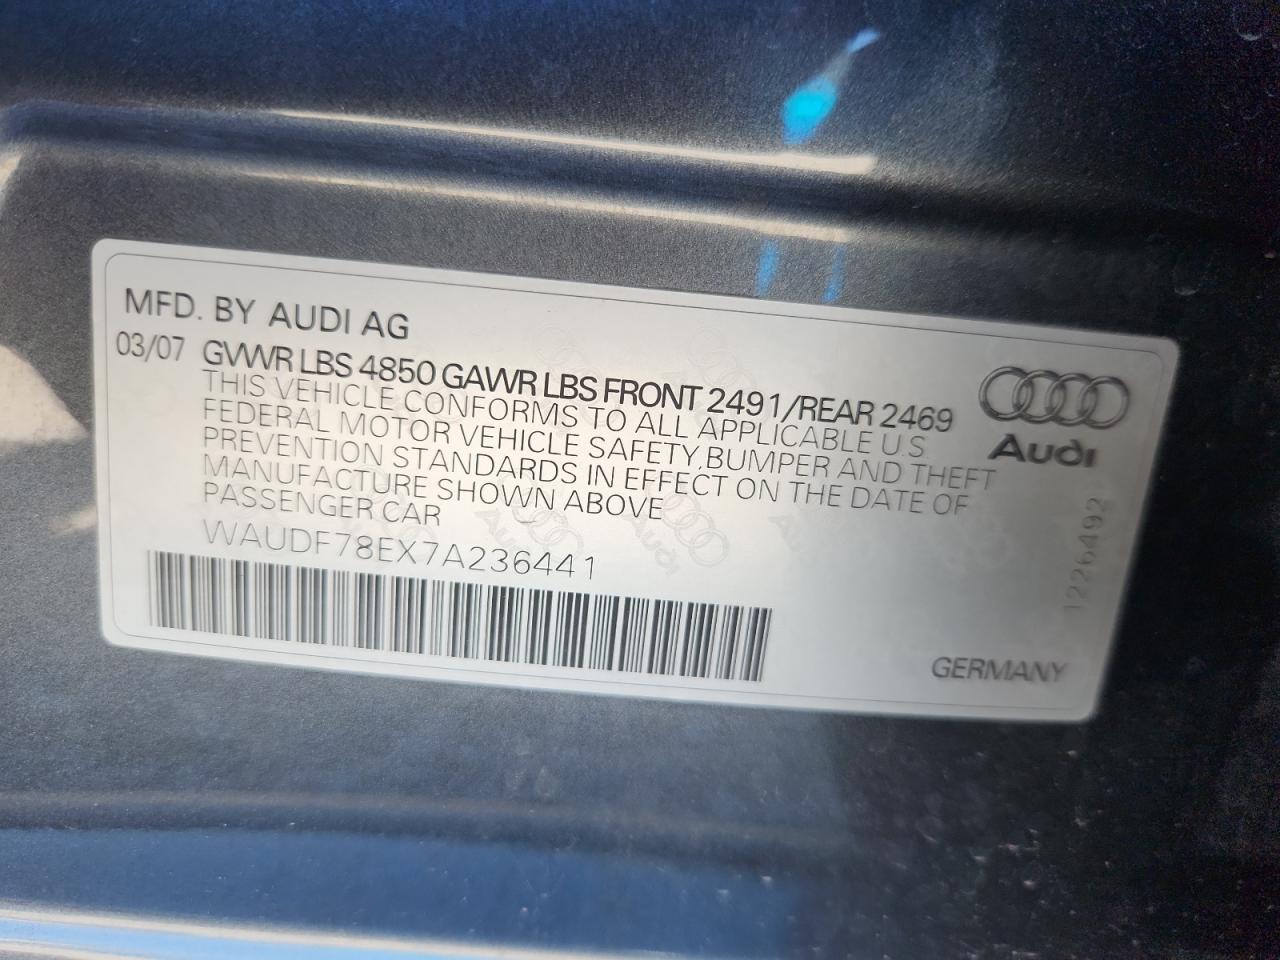 MFD. BY AUDI AG
03/07 GVWR LBS 4850 GAWR LBS FRONT 2491/REAR 2469
THIS VEHICLE CONFORMS TO ALL APPLICABLE U.S
FEDERAL MOTOR VEHICLE SAFETY, BUMPER AND THEFT
PREVENTION STANDARDS IN EFFECT ON THE DATE OF
MANUFACTURE SHOWN ABOVE
PASSENGER CAR
WAUDF78EX7A236441
Audi
1226492
GERMANY